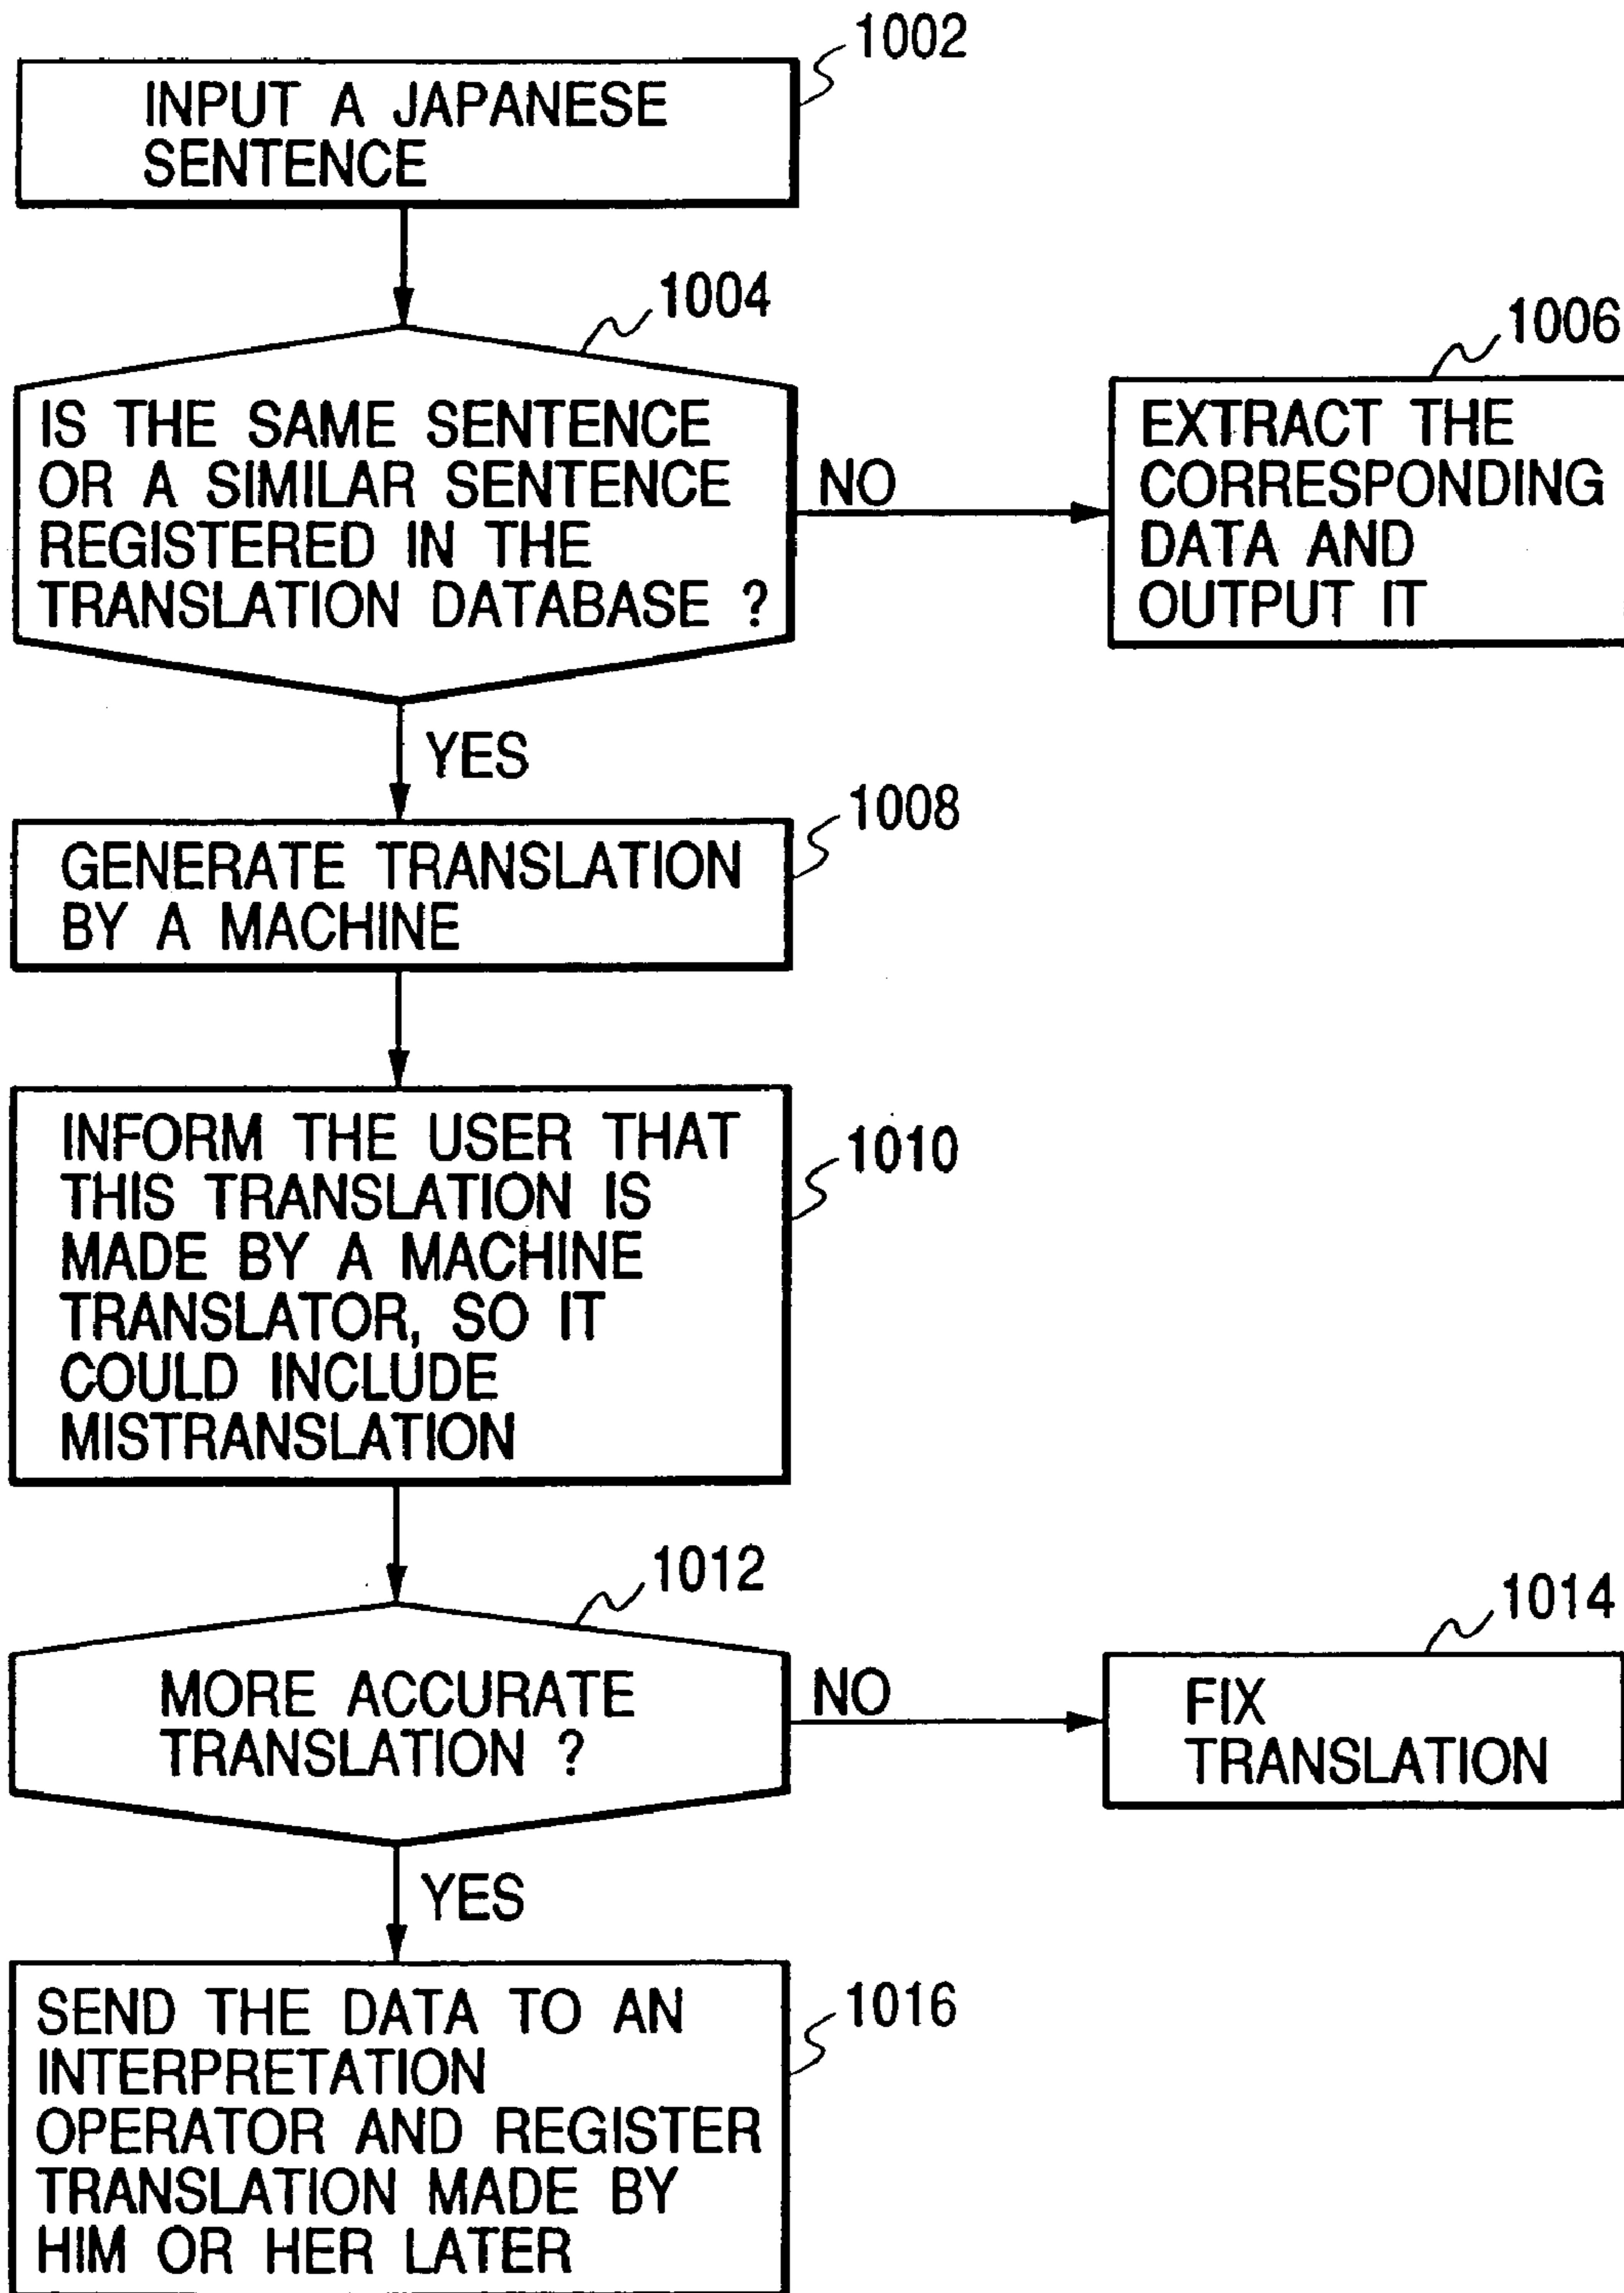 1002
INPUT A JAPANESE
SENTENCE
1004
IS THE SAME SENTENCE
OR A SIMILAR SENTENCE
REGISTERED IN THE
TRANSLATION DATABASE ?
NO
1006
EXTRACT THE
CORRESPONDING
DATA AND
OUTPUT IT
YES
1008
GENERATE TRANSLATION
BY A MACHINE
1010
INFORM THE USER THAT
THIS TRANSLATION IS
MADE BY A MACHINE
TRANSLATOR, SO IT
COULD INCLUDE
MISTRANSLATION
1012
MORE ACCURATE
TRANSLATION ?
NO
1014
FIX
TRANSLATION
YES
1016
SEND THE DATA TO AN
INTERPRETATION
OPERATOR AND REGISTER
TRANSLATION MADE BY
HIM OR HER LATER